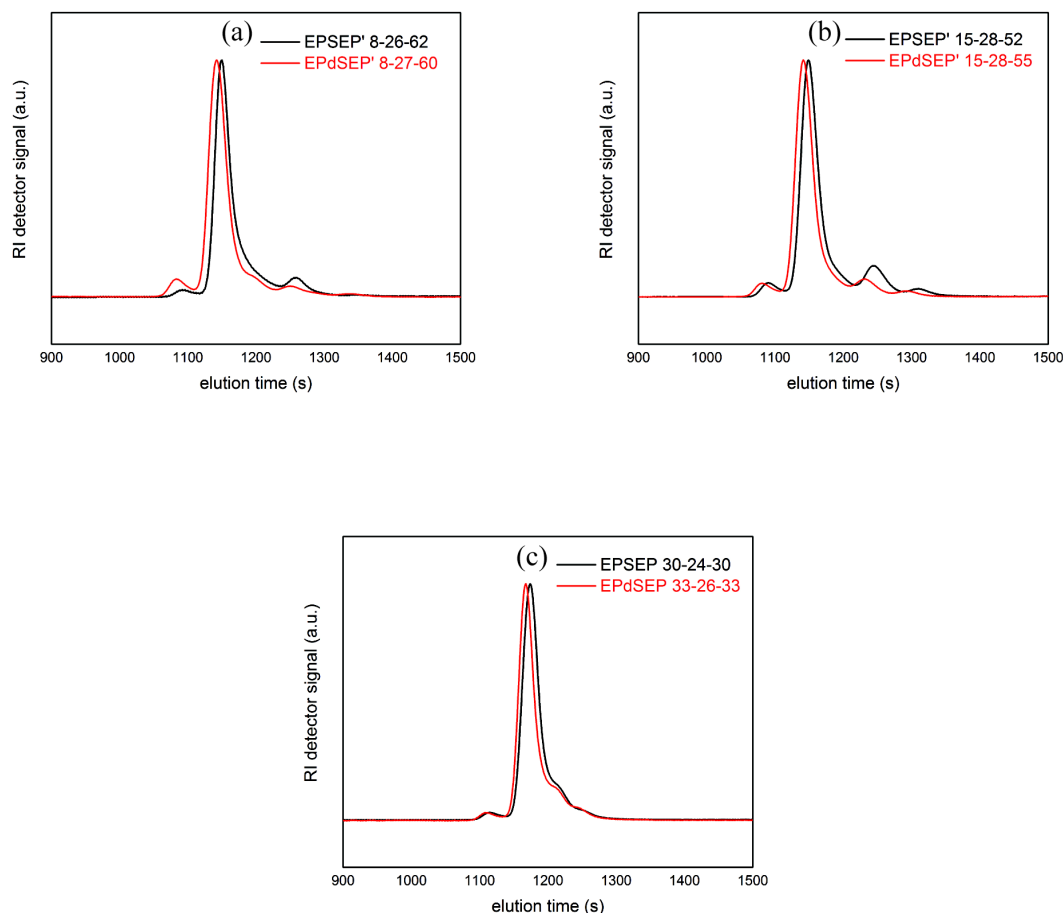 (a)
EPSEP' 8-26-62
EPdSEP' 8-27-60
RI detector signal (a.u.)
900 1000 1100 1200 1300 1400 1500
elution time (s)
(b)
EPSEP' 15-28-52
EPdSEP' 15-28-55
RI detector signal (a.u.)
900 1000 1100 1200 1300 1400 1500
elution time (s)
(c)
EPSEP 30-24-30
EPdSEP 33-26-33
RI detector signal (a.u.)
900 1000 1100 1200 1300 1400 1500
elution time (s)